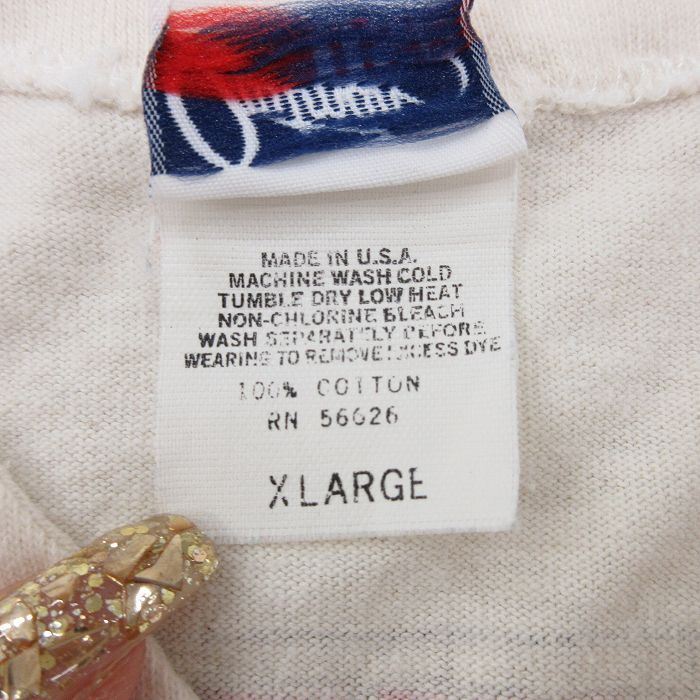 MADE IN U.S.A.
MACHINE WASH COLD
TUMBLE DRY LOW HEAT
NON-CHLORINE BLEACH
WASH SEPARATELY BEFORE
WEARING TO REMOVE EXCESS DYE
100% COTTON
RN 56626
XLARGE